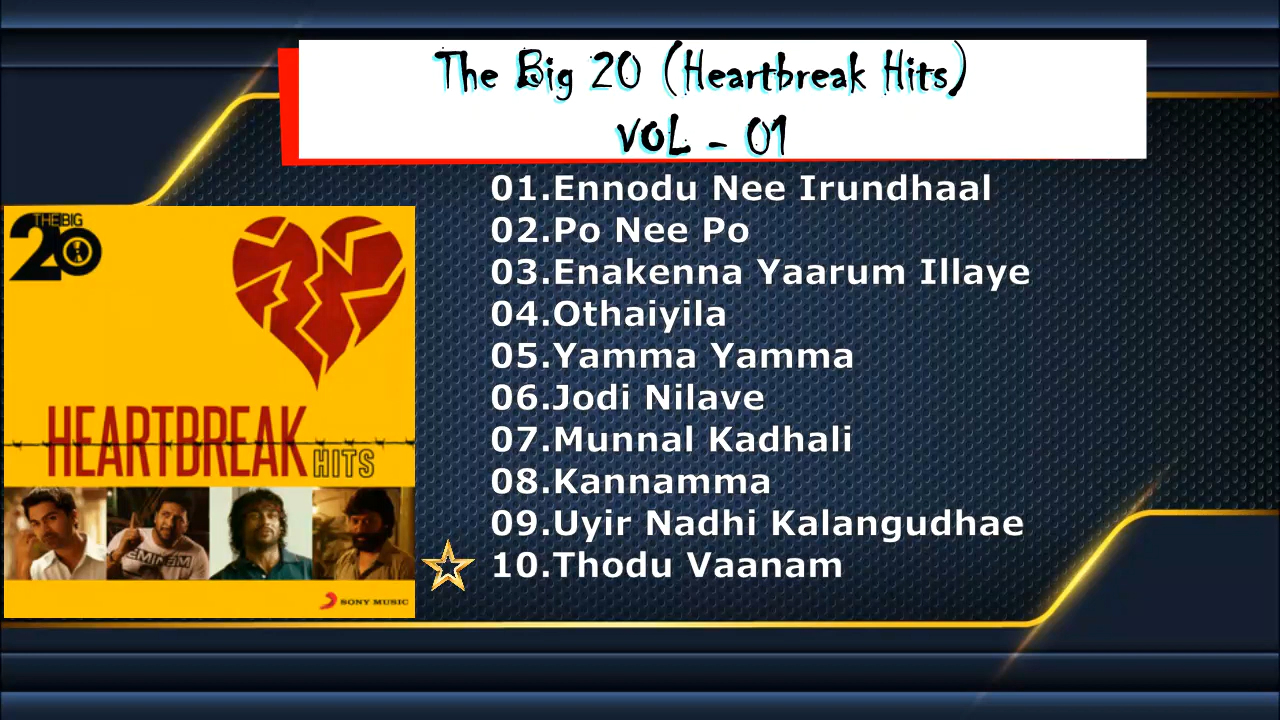 The Big 20 (Heartbreak Hits)
VOL - 01
01.Ennodu Nee Irundhaal
02.Po Nee Po
03.Enakenna Yaarum Illaye
04.Othaiyila
05.Yamma Yamma
06.Jodi Nilave
07.Munnal Kadhali
08.Kannamma
09.Uyir Nadhi Kalangudhae
10.Thodu Vaanam
THE BIG
20
HEARTBREAK
HITS
EMINEM
SONY MUSIC